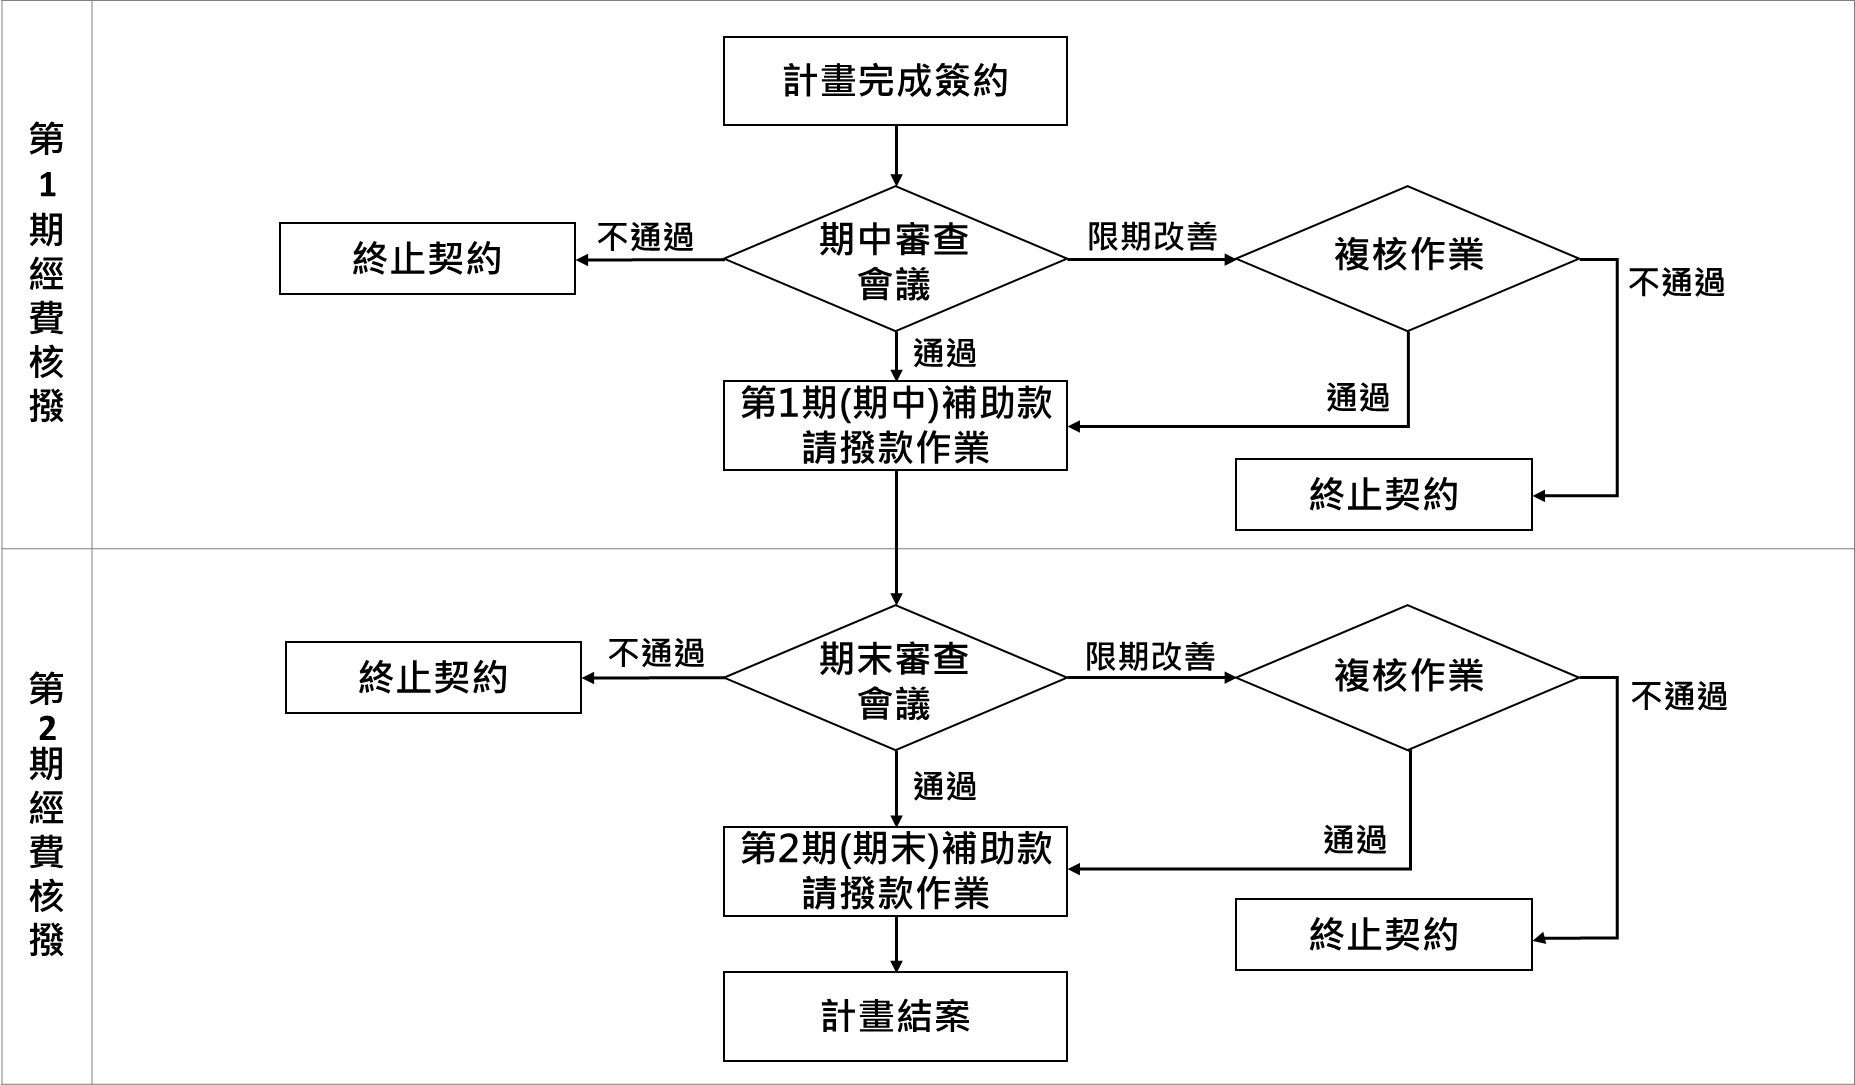 第
1
期
經
費
核
撥
計畫完成簽約
終止契約
不通過
期中審查
會議
限期改善
複核作業
不通過
通過
第1期(期中)補助款
請撥款作業
通過
終止契約
第
2
期
經
費
核
撥
終止契約
不通過
期末審查
會議
限期改善
複核作業
不通過
通過
第2期(期末)補助款
請撥款作業
通過
終止契約
計畫結案